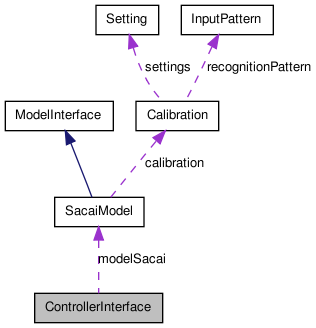 Setting
InputPattern
settings
recognitionPattern
ModelInterface
Calibration
calibration
SacaiModel
modelSacai
ControllerInterface